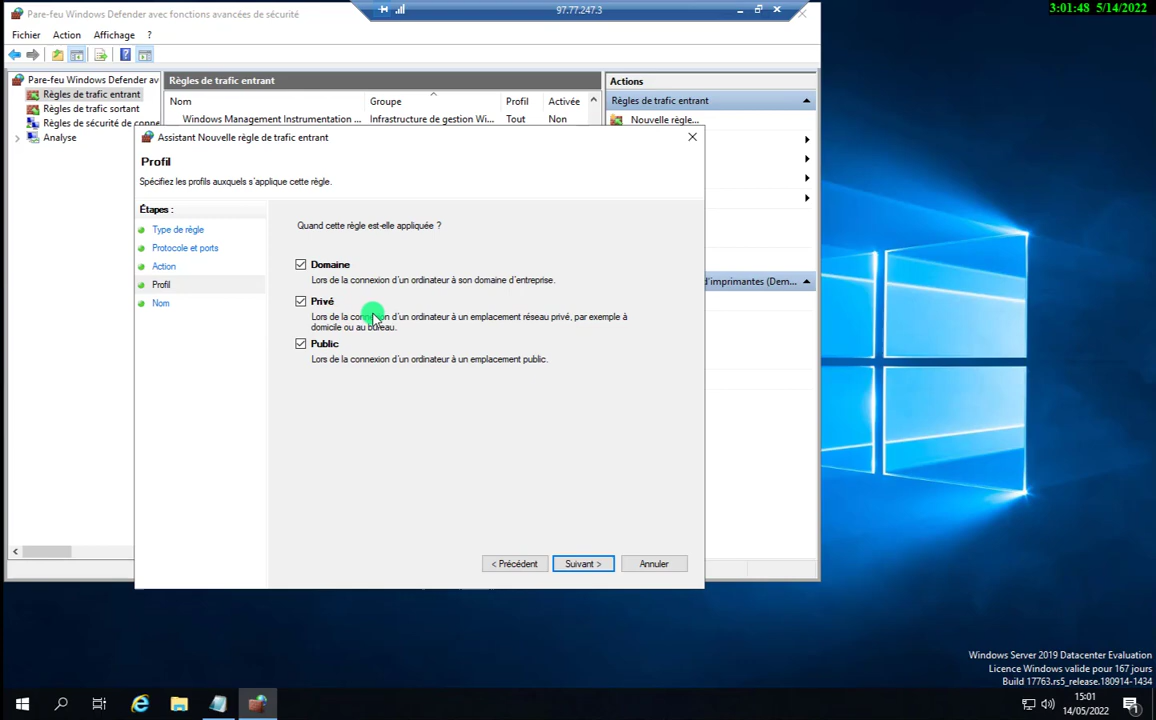 Pare-feu Windows Defender avec fonctions avancées de sécurité
97.77.247.3
3:01:48 5/14/2022
Fichier Action Affichage ?
Pare-feu Windows Defender av
Règles de trafic entrant
Règles de trafic sortant
Règles de sécurité de conne
Analyse
Règles de trafic entrant
Nom Groupe Profil Activée
Windows Management Instrumentation ... Infrastructure de gestion Wi... Tout Non
Actions
Règles de trafic entrant
Nouvelle règle...
d'imprimantes (Dem...
Assistant Nouvelle règle de trafic entrant
Profil
Spécifiez les profils auxquels s'applique cette règle.
Étapes :
Type de règle
Protocole et ports
Action
Profil
Nom
Quand cette règle est-elle appliquée ?
Domaine
Lors de la connexion d'un ordinateur à son domaine d'entreprise.
Privé
Lors de la connexion d'un ordinateur à un emplacement réseau privé, par exemple à
domicile ou au bureau.
Public
Lors de la connexion d'un ordinateur à un emplacement public.
< Précédent Suivant > Annuler
Windows Server 2019 Datacenter Evaluation
Licence Windows valide pour 167 jours
Build 17763.rs5_release.180914-1434
15:01
14/05/2022
1